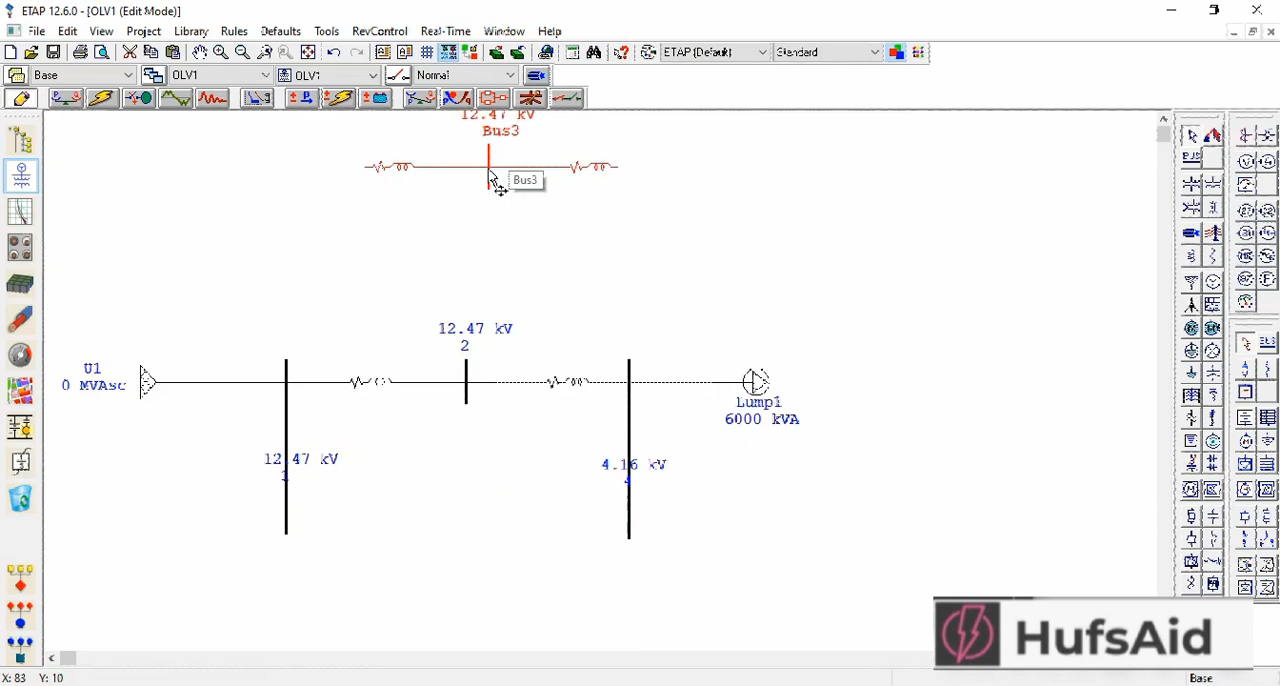 ETAP 12.6.0 - [OLV1 (Edit Mode)]
File Edit View Project Library Rules Defaults Tools RevControl Real-Time Window Help
ETAP (Default) Standard
Base OLV1 OLV1 Normal
12.47 kV
Bus3
Bus3
12.47 kV
2
U1
0 MVAsc
Lump1
6000 kVA
12.47 kV
1
4.16 kV
HufsAid
X: 83 Y: 10
Base